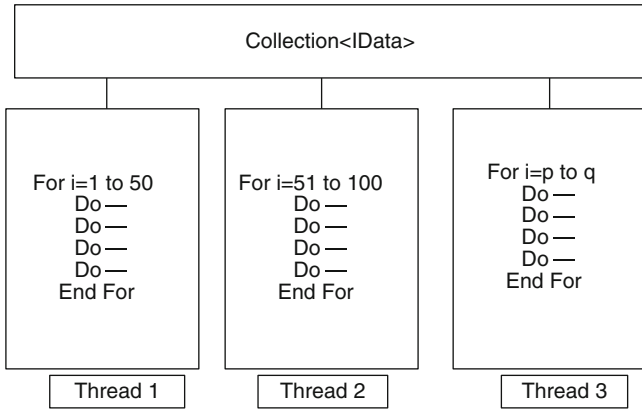 Collection<IData>
For i=1 to 50
Do —
Do —
Do —
Do —
End For
For i=51 to 100
Do —
Do —
Do —
Do —
End For
For i=p to q
Do —
Do —
Do —
Do —
End For
Thread 1
Thread 2
Thread 3